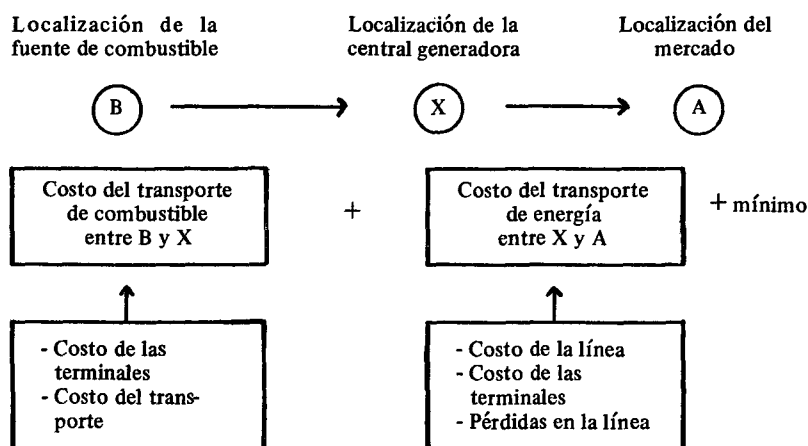 Localización de la
fuente de combustible
Localización de la
central generadora
Localización del
mercado
B
X
A
Costo del transporte
de combustible
entre B y X
+
Costo del transporte
de energía
entre X y A
+ mínimo
- Costo de las
terminales
- Costo del trans-
porte
- Costo de la línea
- Costo de las
terminales
- Pérdidas en la línea